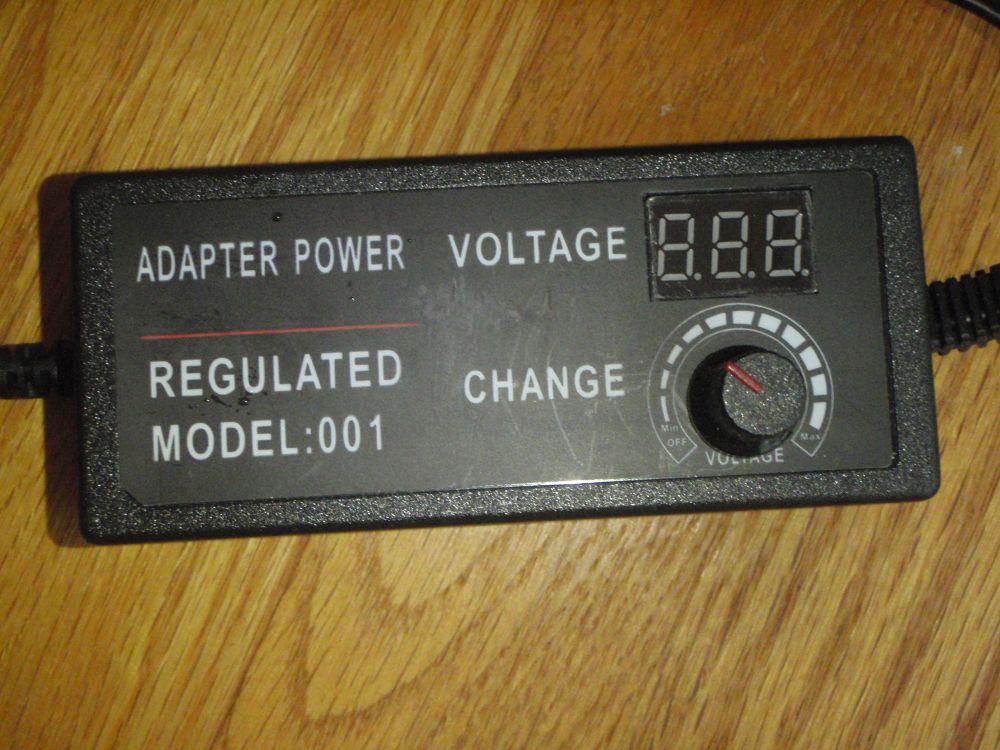 ADAPTER POWER
REGULATED
MODEL:001
VOLTAGE
CHANGE
Min
OFF
Max
VOLTAGE